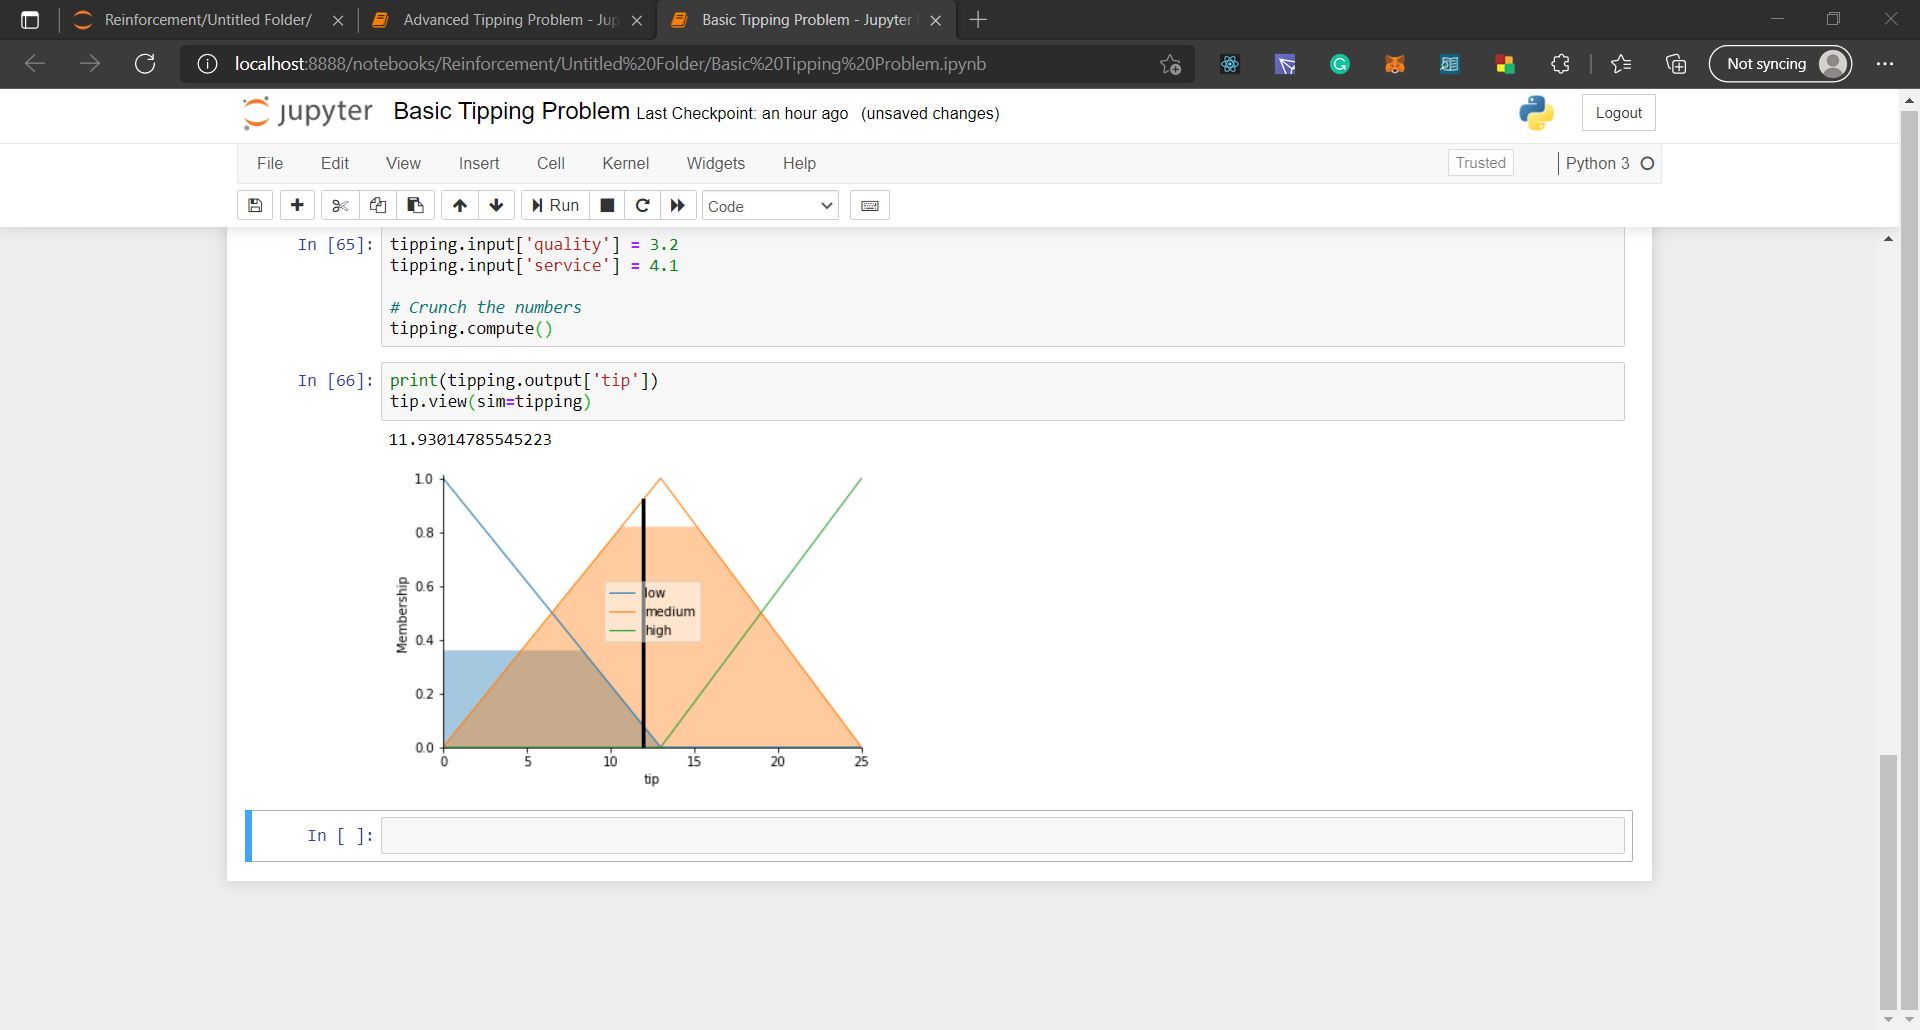 Reinforcement/Untitled Folder/
Advanced Tipping Problem - Jup
Basic Tipping Problem - Jupyter
localhost:8888/notebooks/Reinforcement/Untitled%20Folder/Basic%20Tipping%20Problem.ipynb
Not syncing
jupyter Basic Tipping Problem Last Checkpoint: an hour ago (unsaved changes)
Logout
File Edit View Insert Cell Kernel Widgets Help
Trusted
Python 3
Run
Code
In [65]: tipping.input['quality'] = 3.2
tipping.input['service'] = 4.1
# Crunch the numbers
tipping.compute()
In [66]: print(tipping.output['tip'])
tip.view(sim=tipping)
11.93014785545223
1.0
0.8
0.6
0.4
0.2
0.0
Membership
low
medium
high
0 5 10 15 20 25
tip
In [ ]: